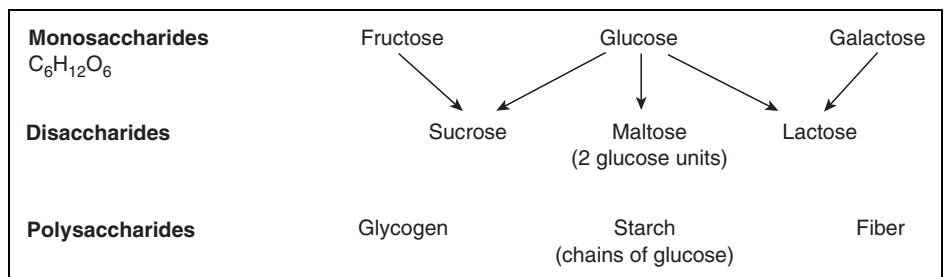 Monosaccharides Fructose Glucose Galactose
C₆H₁₂O₆
Disaccharides Sucrose Maltose Lactose
(2 glucose units)
Polysaccharides Glycogen Starch Fiber
(chains of glucose)